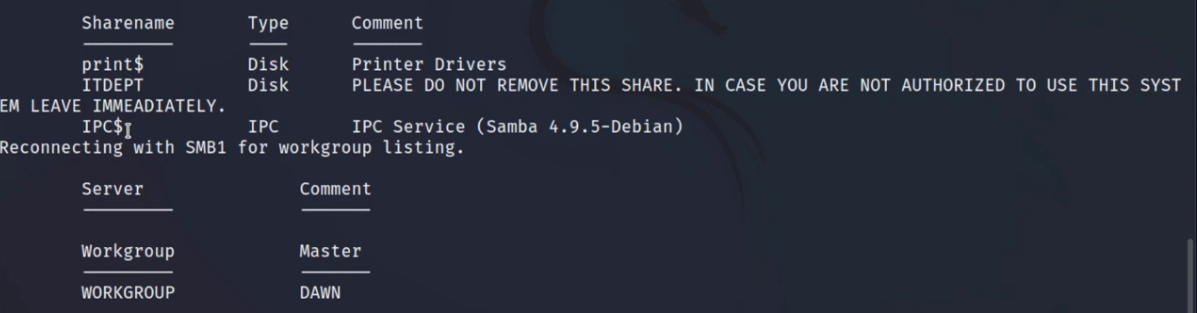 Sharename Type Comment
print$ Disk Printer Drivers
ITDEPT Disk PLEASE DO NOT REMOVE THIS SHARE. IN CASE YOU ARE NOT AUTHORIZED TO USE THIS SYST
EM LEAVE IMMEADIATELY.
IPC$ IPC IPC Service (Samba 4.9.5-Debian)
Reconnecting with SMB1 for workgroup listing.
Server Comment
Workgroup Master
WORKGROUP DAWN